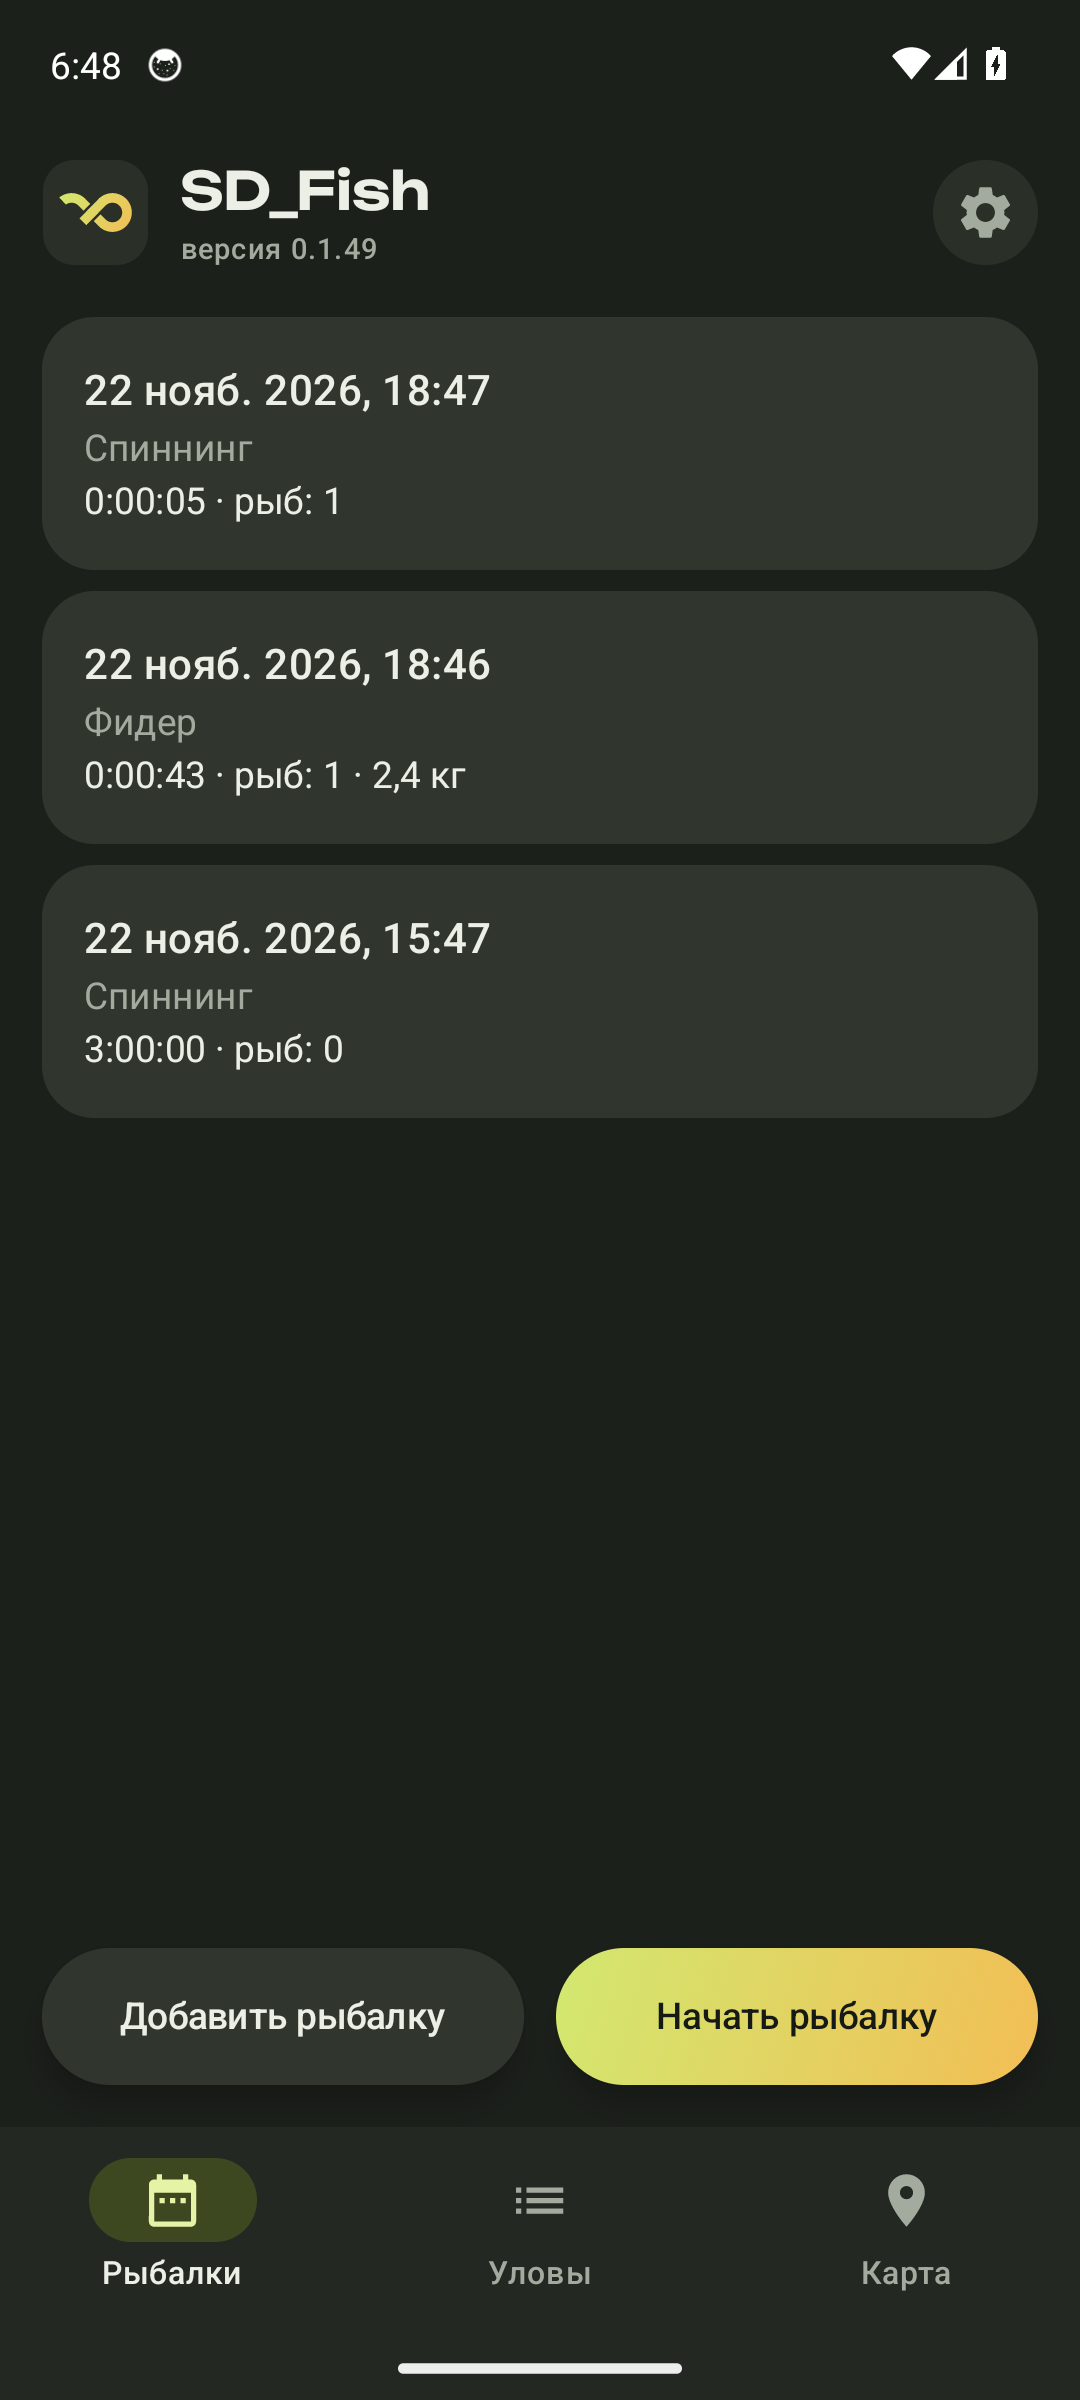 6:48
SD_Fish
версия 0.1.49
22 нояб. 2026, 18:47
Спиннинг
0:00:05 · рыб: 1
22 нояб. 2026, 18:46
Фидер
0:00:43 · рыб: 1 · 2,4 кг
22 нояб. 2026, 15:47
Спиннинг
3:00:00 · рыб: 0
Добавить рыбалку
Начать рыбалку
Рыбалки
Уловы
Карта